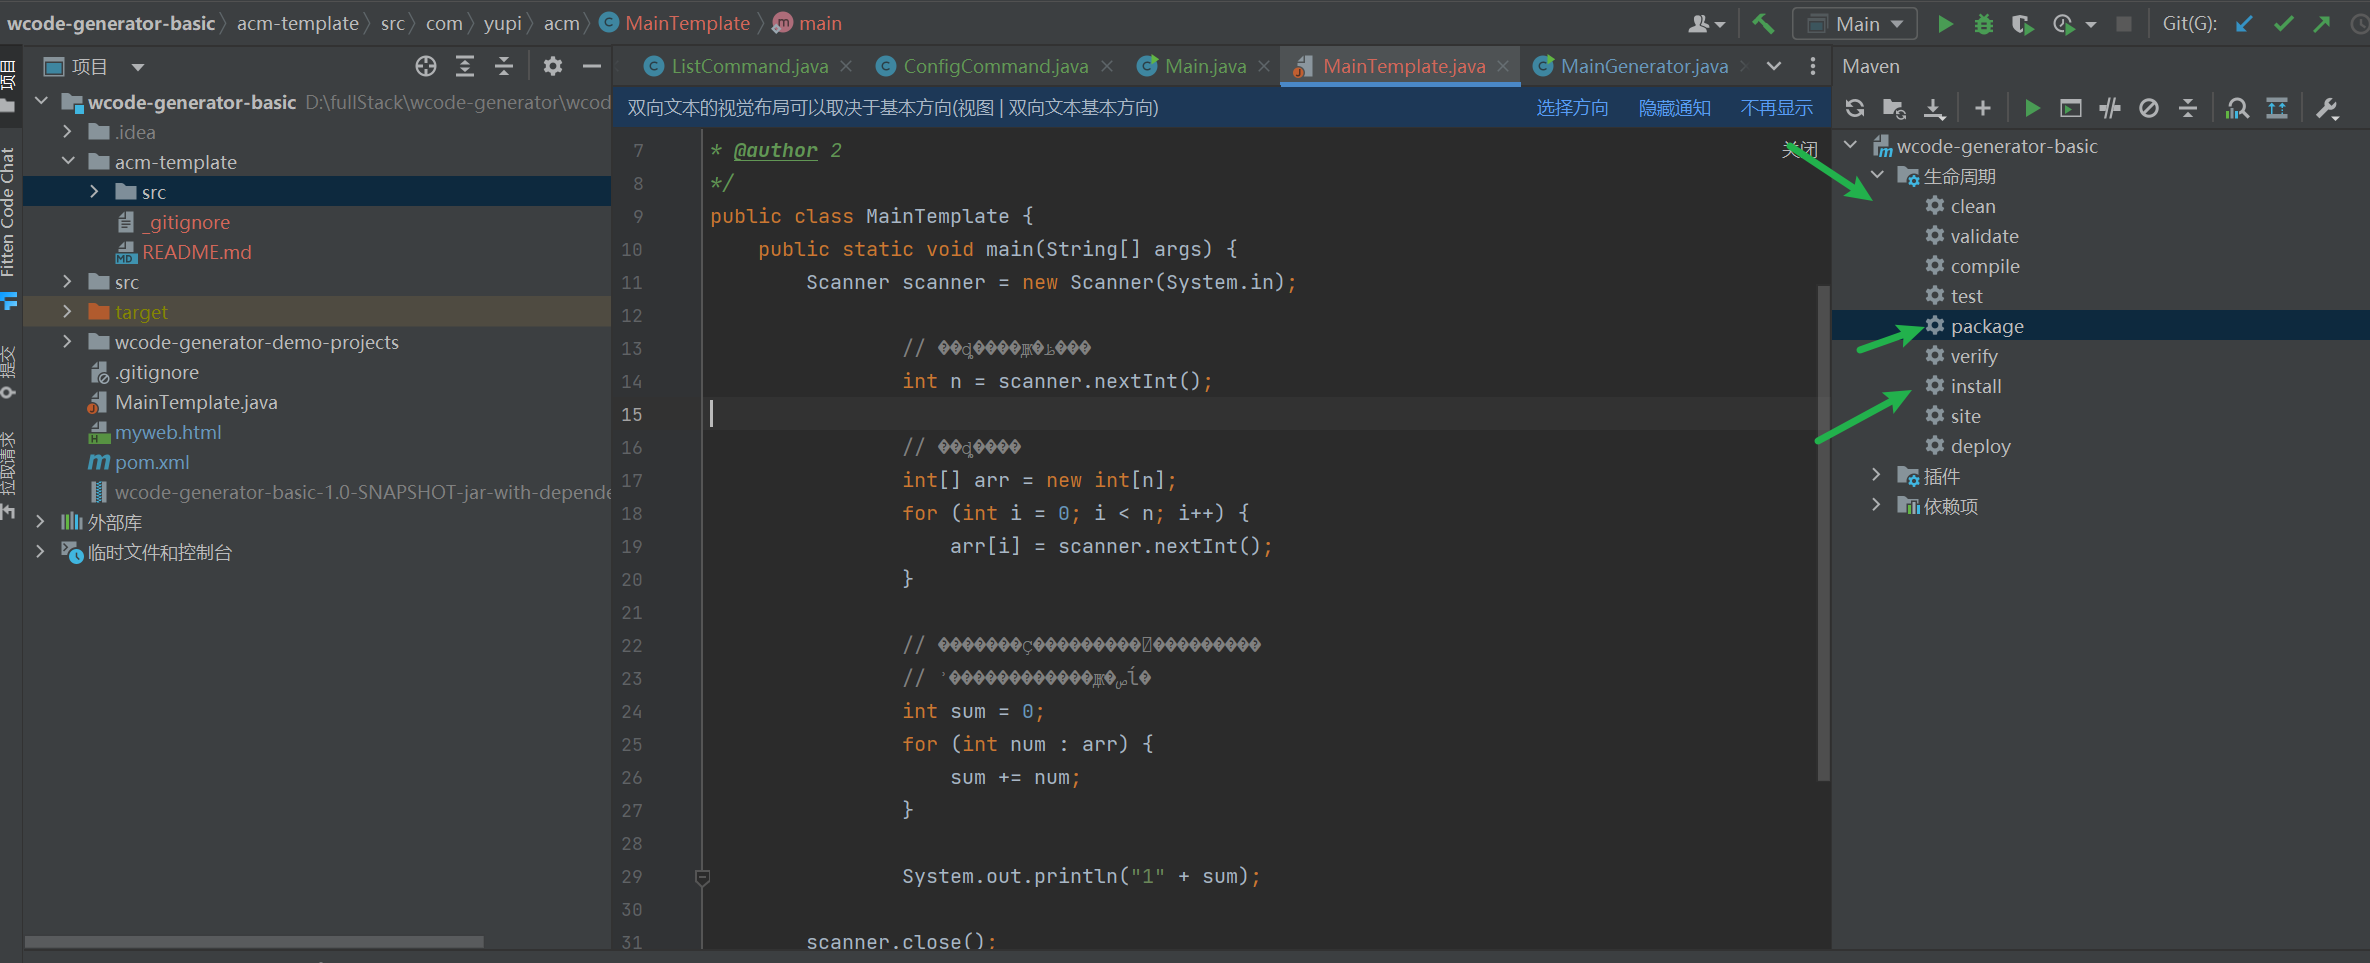 wcode-generator-basic acm-template src com yupi acm MainTemplate main
Main Git(G):
项目
ListCommand.java ConfigCommand.java Main.java MainTemplate.java MainGenerator.java
Maven
双向文本的视觉布局可以取决于基本方向(视图 | 双向文本基本方向) 选择方向 隐藏通知 不再显示
项目
Fitten Code Chat
提交
拉取请求
wcode-generator-basic D:\fullStack\wcode-generator\wcod
.idea
acm-template
src
_gitignore
README.md
src
target
wcode-generator-demo-projects
.gitignore
MainTemplate.java
myweb.html
pom.xml
wcode-generator-basic-1.0-SNAPSHOT-jar-with-depende
外部库
临时文件和控制台
关闭
7 * @author 2
8 */
9 public class MainTemplate {
10 public static void main(String[] args) {
11 Scanner scanner = new Scanner(System.in);
12
13 //
14 int n = scanner.nextInt();
15
16 //
17 int[] arr = new int[n];
18 for (int i = 0; i < n; i++) {
19 arr[i] = scanner.nextInt();
20 }
21
22 //
23 //
24 int sum = 0;
25 for (int num : arr) {
26 sum += num;
27 }
28
29 System.out.println("1" + sum);
30
31 scanner.close();
wcode-generator-basic
生命周期
clean
validate
compile
test
package
verify
install
site
deploy
插件
依赖项